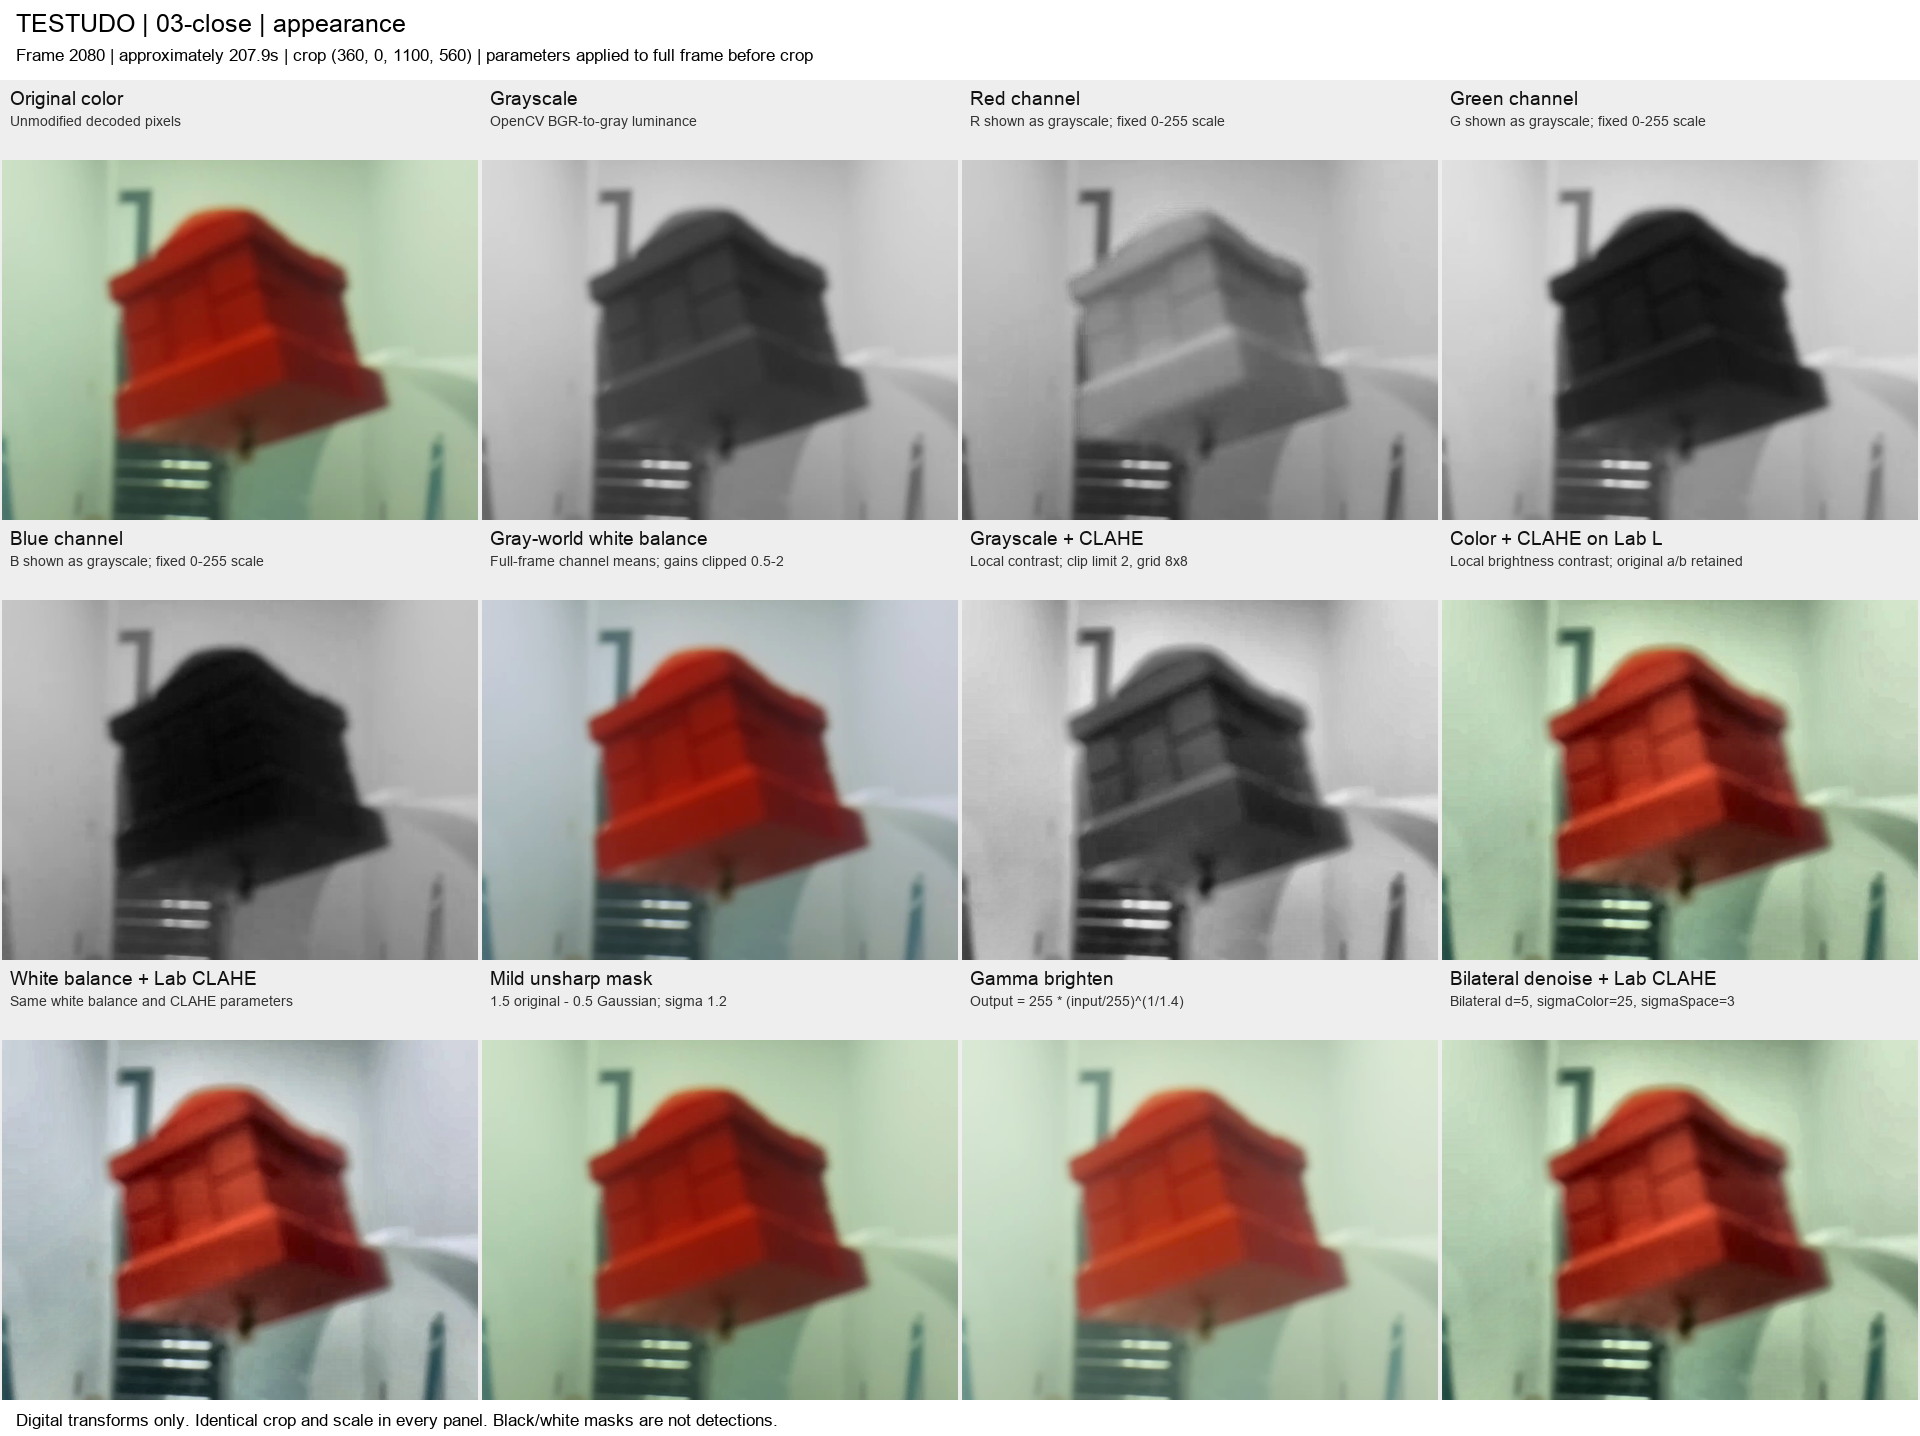 TESTUDO | 03-close | appearance
Frame 2080 | approximately 207.9s | crop (360, 0, 1100, 560) | parameters applied to full frame before crop
Original color
Unmodified decoded pixels
Grayscale
OpenCV BGR-to-gray luminance
Red channel
R shown as grayscale; fixed 0-255 scale
Green channel
G shown as grayscale; fixed 0-255 scale
Blue channel
B shown as grayscale; fixed 0-255 scale
Gray-world white balance
Full-frame channel means; gains clipped 0.5-2
Grayscale + CLAHE
Local contrast; clip limit 2, grid 8x8
Color + CLAHE on Lab L
Local brightness contrast; original a/b retained
White balance + Lab CLAHE
Same white balance and CLAHE parameters
Mild unsharp mask
1.5 original - 0.5 Gaussian; sigma 1.2
Gamma brighten
Output = 255 * (input/255)^(1/1.4)
Bilateral denoise + Lab CLAHE
Bilateral d=5, sigmaColor=25, sigmaSpace=3
Digital transforms only. Identical crop and scale in every panel. Black/white masks are not detections.